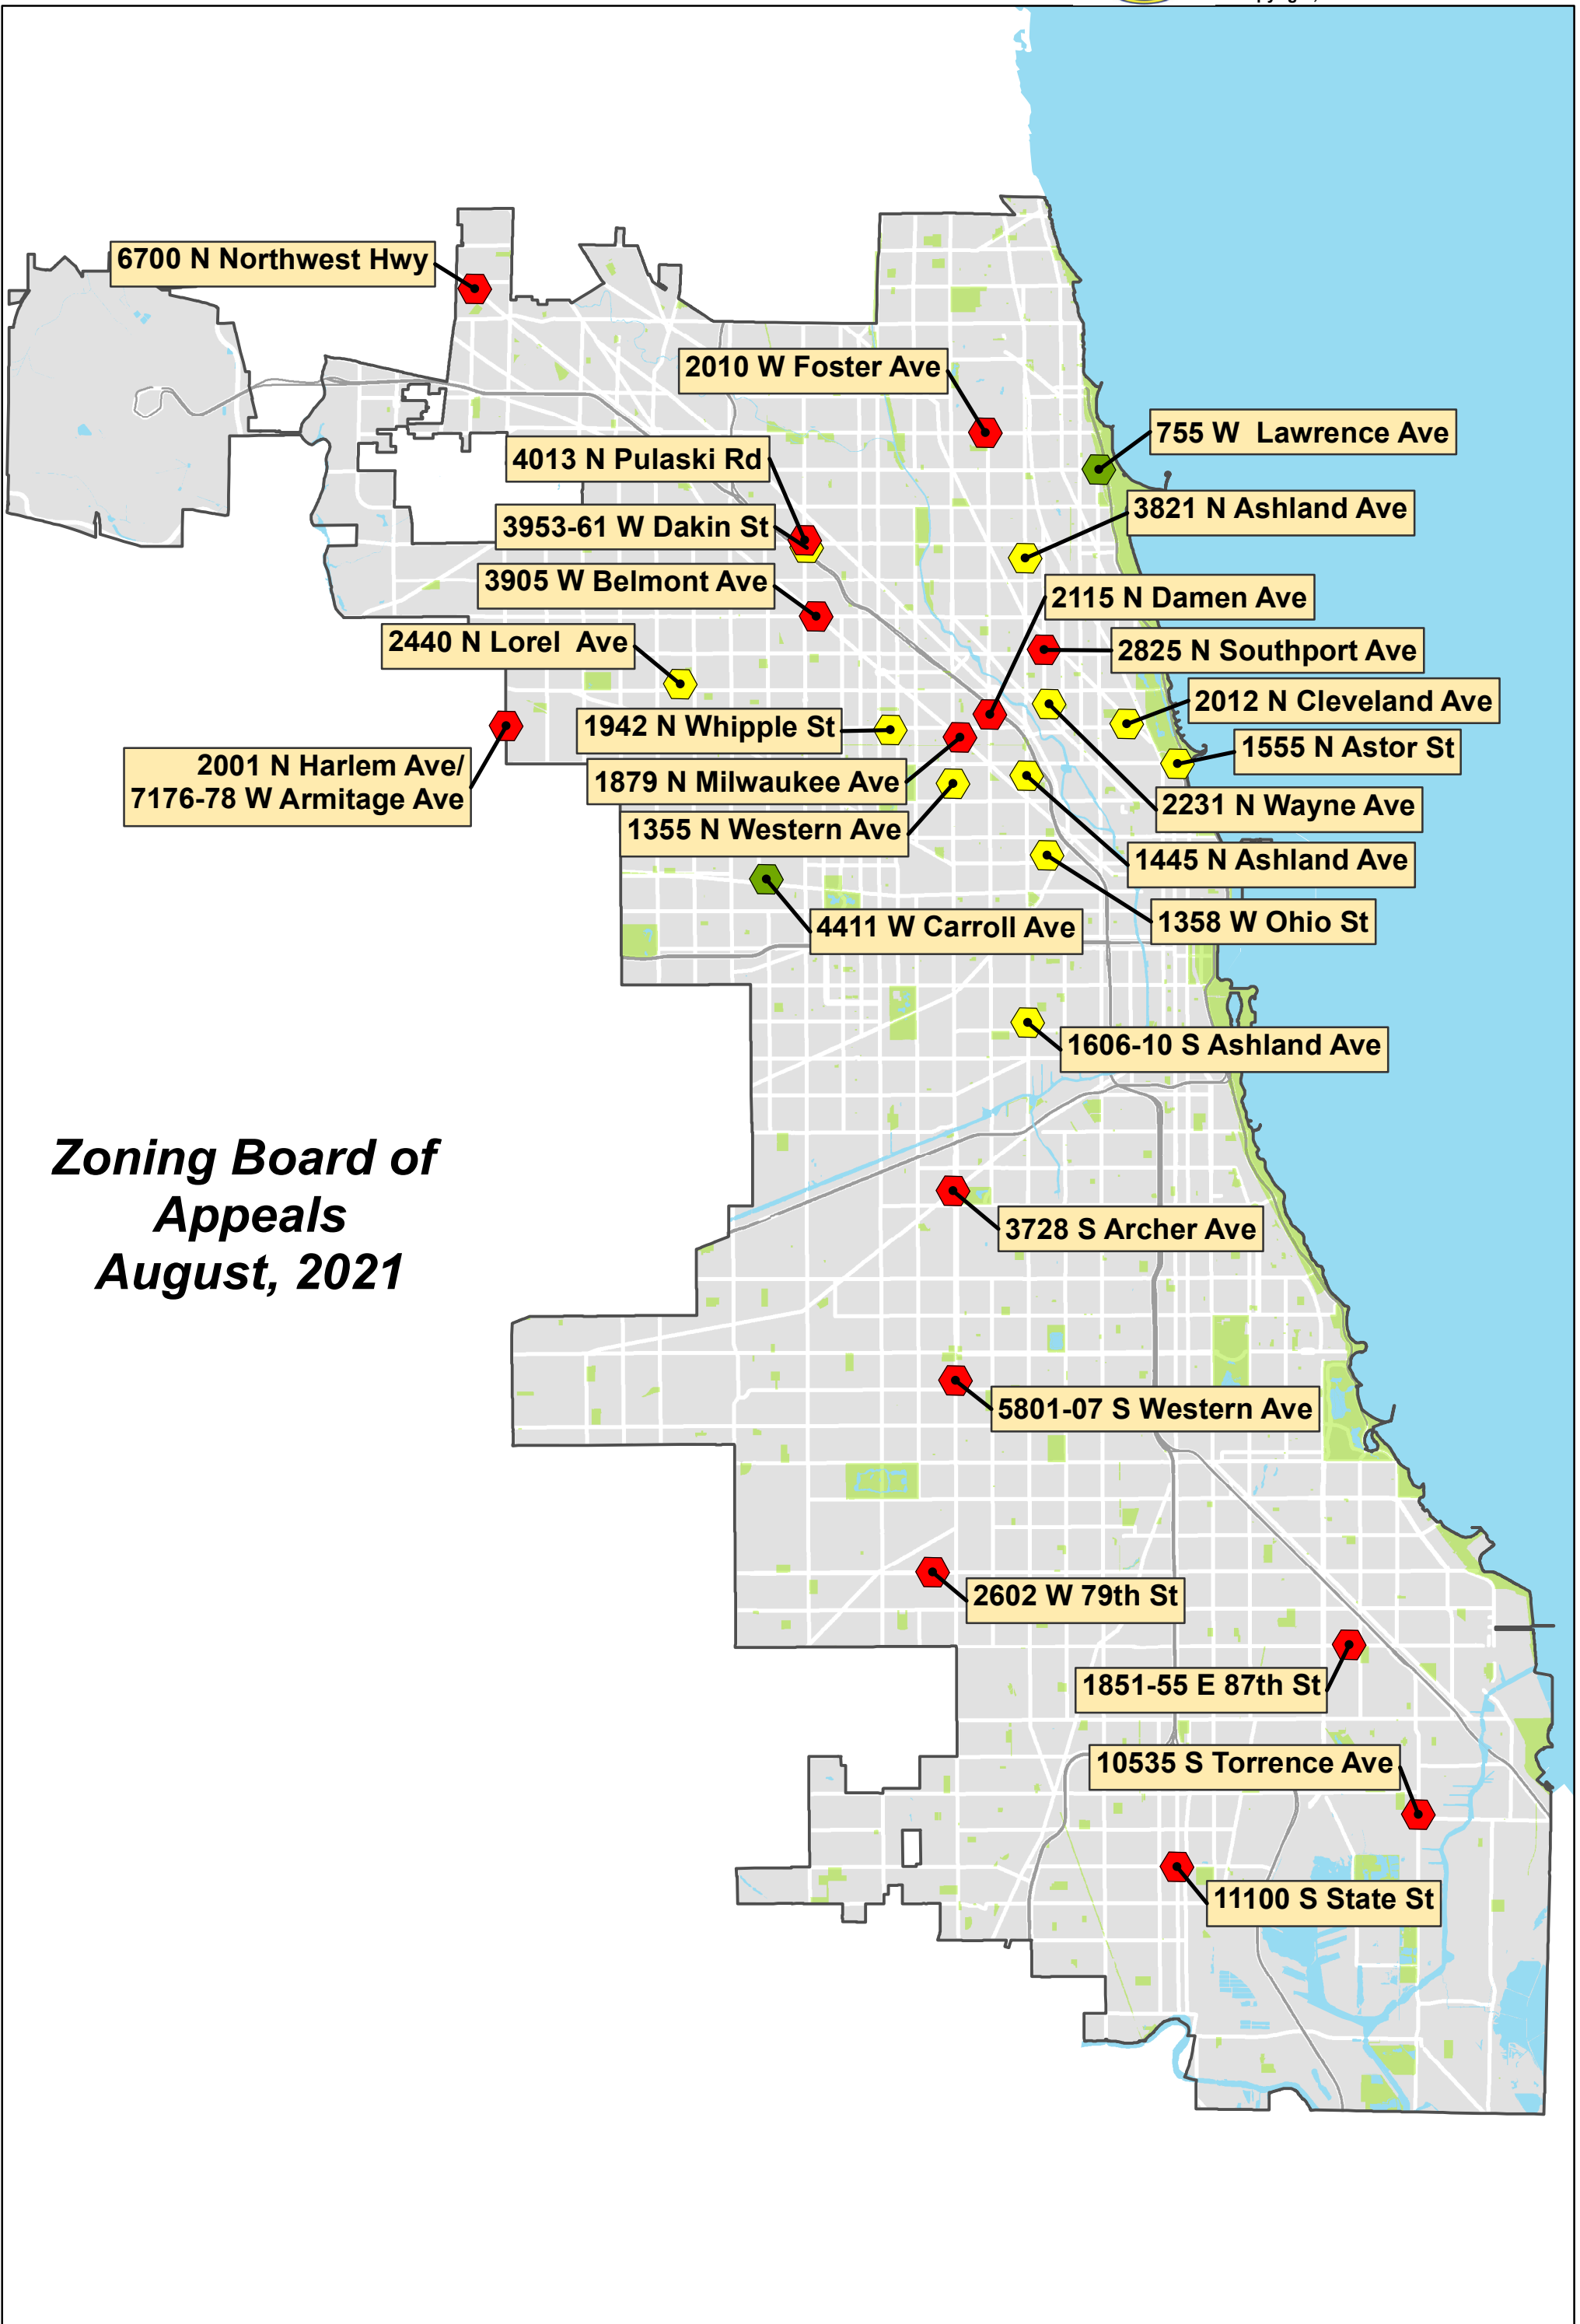 6700 N Northwest Hwy
2010 W Foster Ave
755 W  Lawrence Ave
4013 N Pulaski Rd
3821 N Ashland Ave
3953-61 W Dakin St
3905 W Belmont Ave
2115 N Damen Ave
2440 N Lorel  Ave
2825 N Southport Ave
2012 N Cleveland Ave
1942 N Whipple St
1555 N Astor St
2001 N Harlem Ave/
7176-78 W Armitage Ave
1879 N Milwaukee Ave
2231 N Wayne Ave
1355 N Western Ave
1445 N Ashland Ave
4411 W Carroll Ave
1358 W Ohio St
1606-10 S Ashland Ave
Zoning Board of
Appeals
August, 2021
3728 S Archer Ave
5801-07 S Western Ave
2602 W 79th St
1851-55 E 87th St
10535 S Torrence Ave
11100 S State St